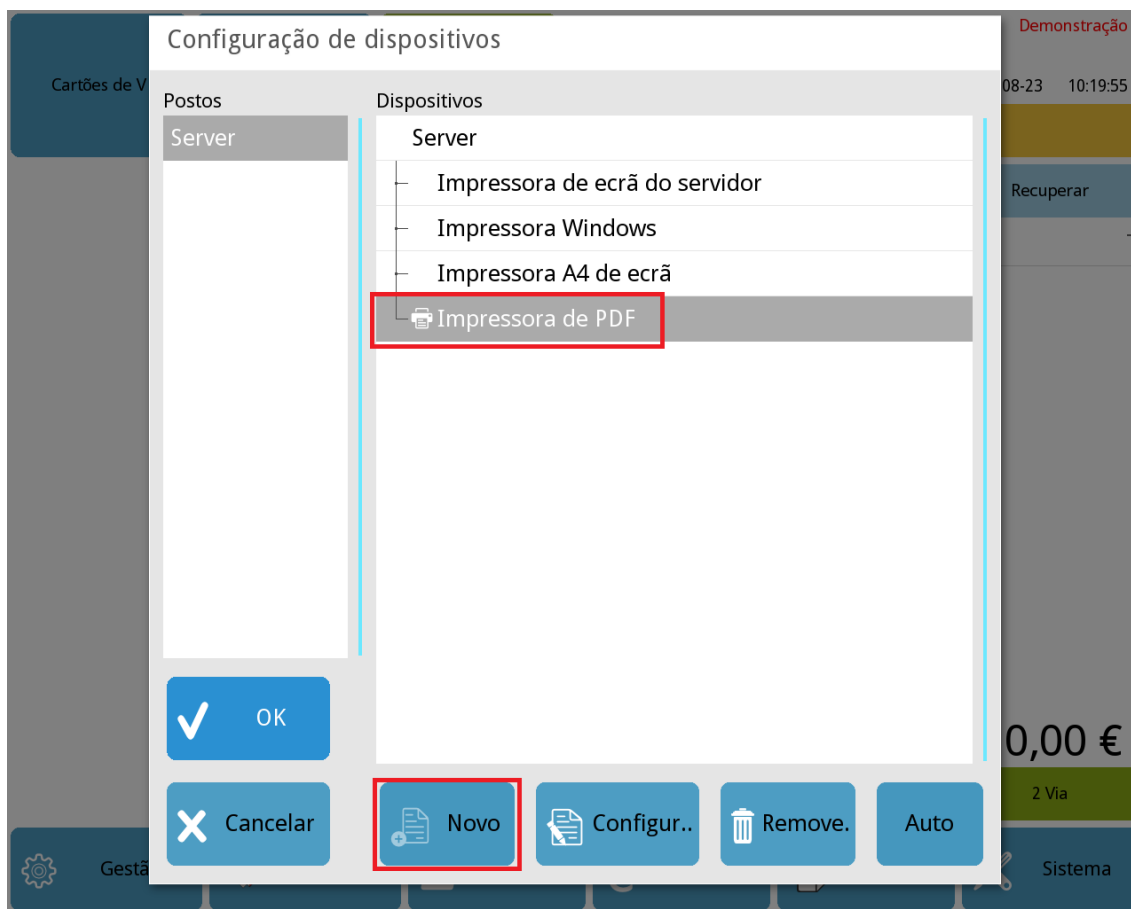 Configuração de dispositivos
Demonstração
Cartões de V
08-23 10:19:55
Postos
Dispositivos
Server
Server
Impressora de ecrã do servidor
Recuperar
Impressora Windows
Impressora A4 de ecrã
Impressora de PDF
OK
0,00 €
2 Via
Cancelar
Novo
Configur..
Remove.
Auto
Gestã
Sistema